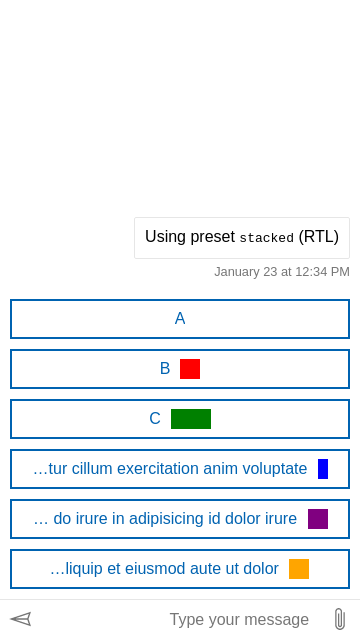 Using preset stacked (RTL)
January 23 at 12:34 PM
A
B
C
…tur cillum exercitation anim voluptate
… do irure in adipisicing id dolor irure
…liquip et eiusmod aute ut dolor
Type your message